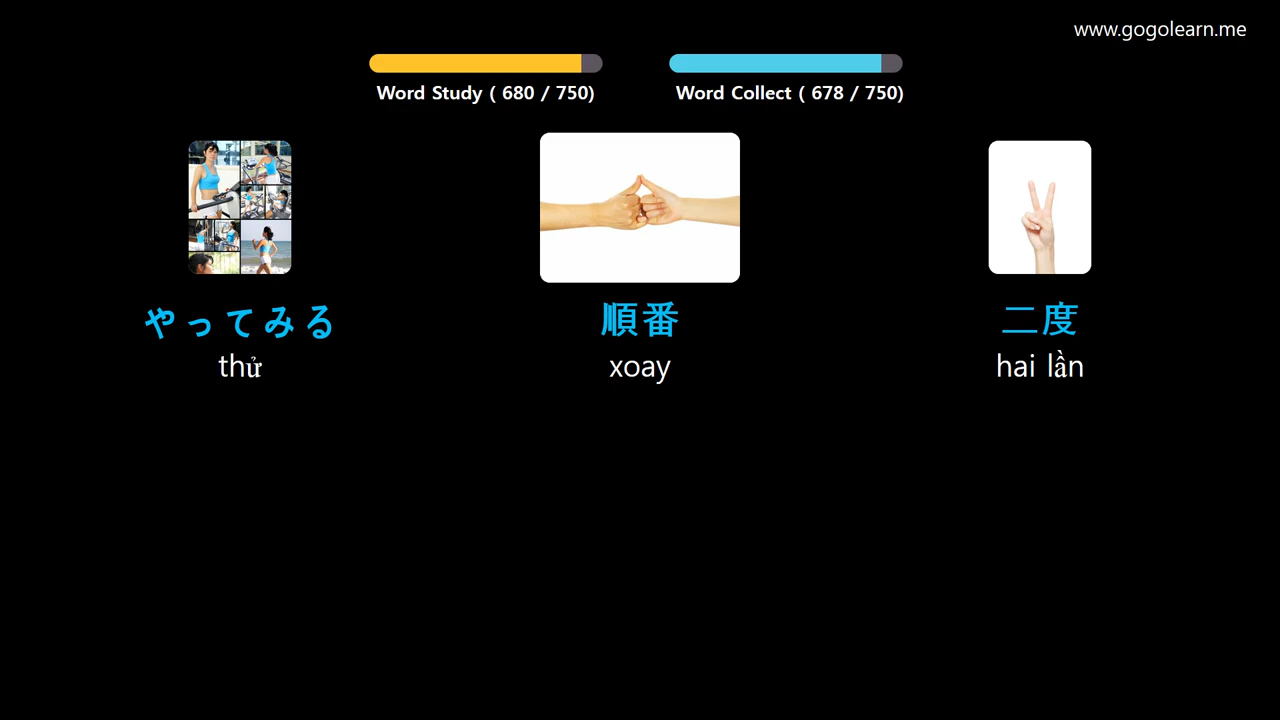 www.gogolearn.me
Word Study ( 680 / 750)
Word Collect ( 678 / 750)
やってみる
thử
順番
xoay
二度
hai lần